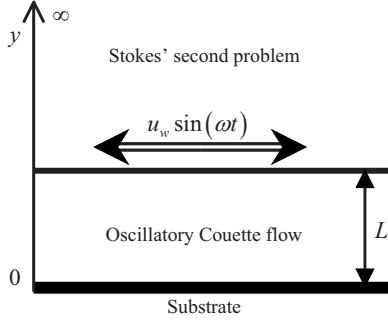 ∞
y
Stokes’ second problem
u_w sin(ωt)
Oscillatory Couette flow
L
0
Substrate